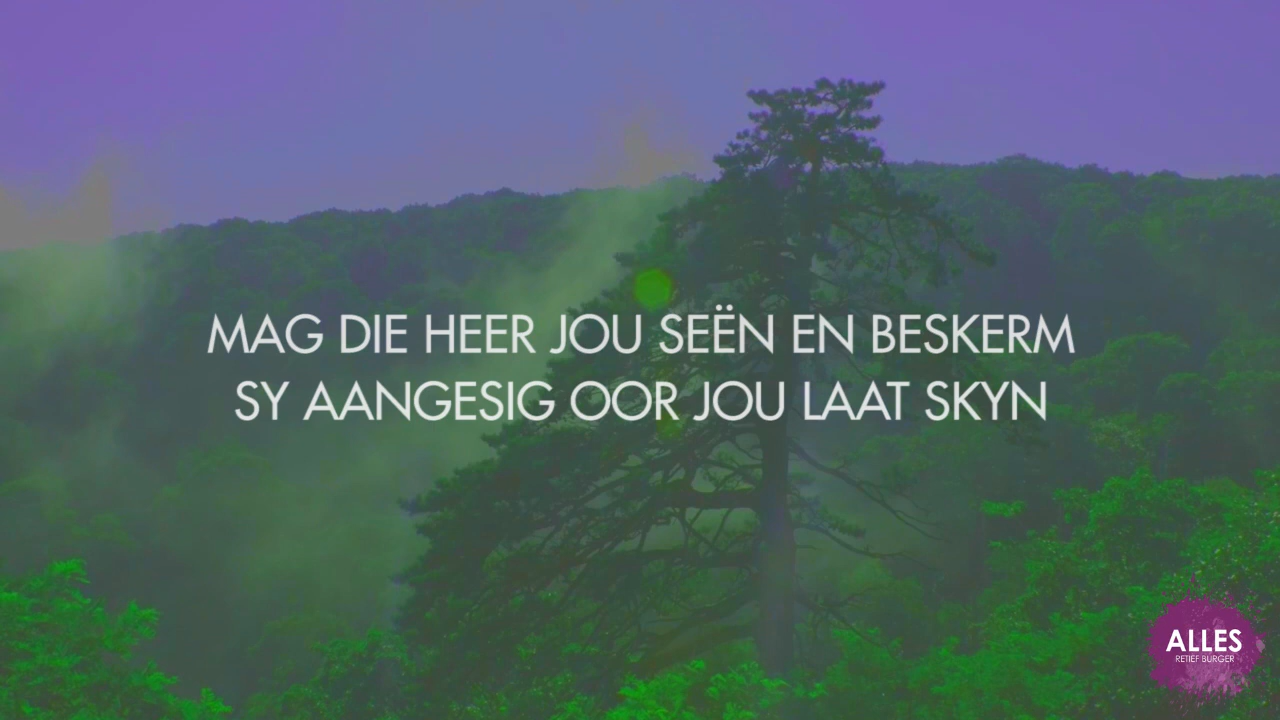 MAG DIE HEER JOU SEËN EN BESKERM
SY AANGESIG OOR JOU LAAT SKYN
ALLES
RETIEF BURGER